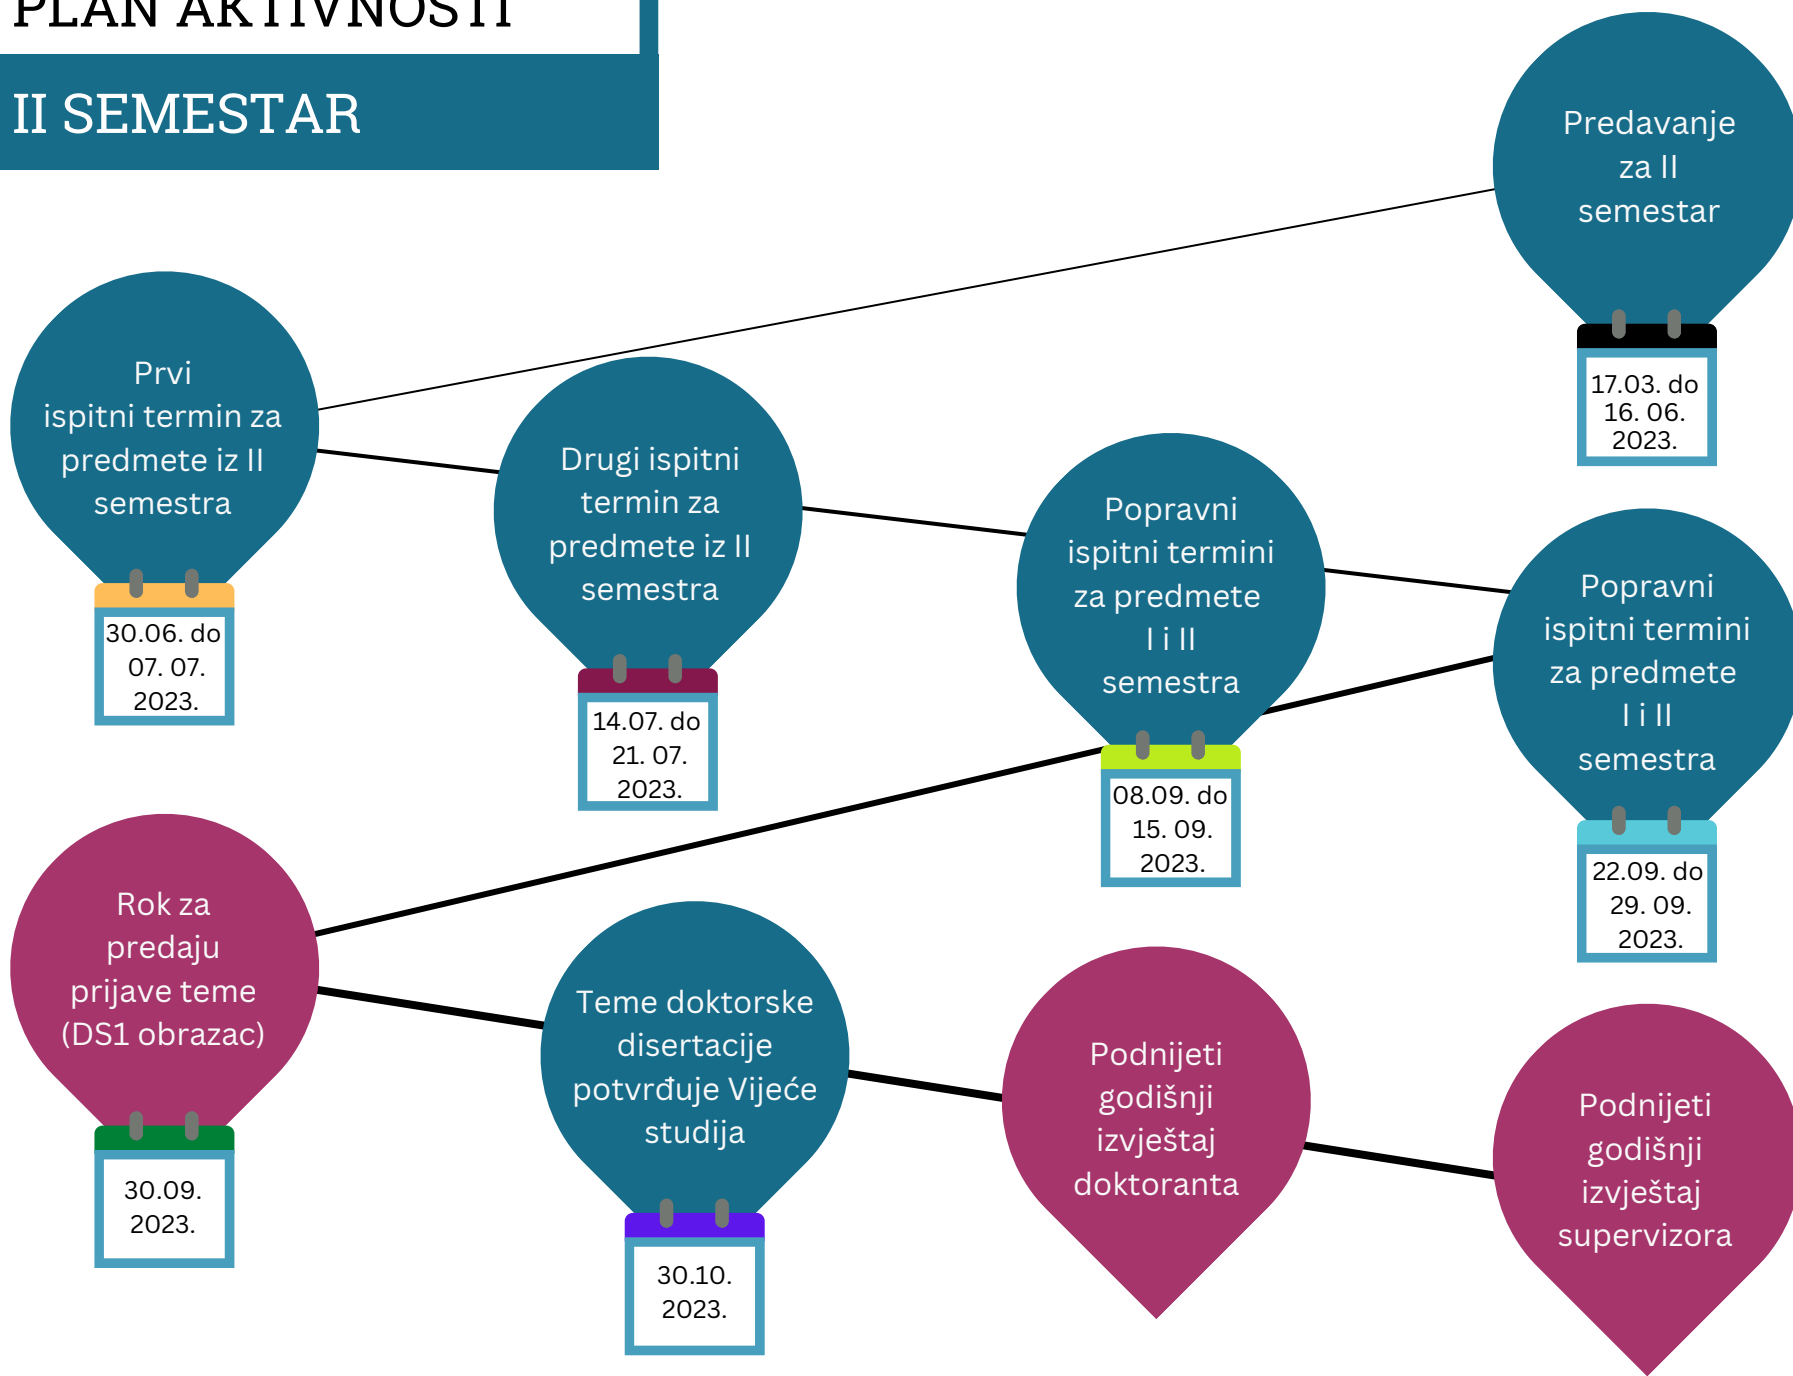 PLAN AKTIVNOSTI
II SEMESTAR
Predavanje
za II
semestar
17.03. do
16. 06.
2023.
Prvi
ispitni termin za
predmete iz II
semestra
30.06. do
07. 07.
2023.
Drugi ispitni
termin za
predmete iz II
semestra
14.07. do
21. 07.
2023.
Popravni
ispitni termini
za predmete
I i II
semestra
08.09. do
15. 09.
2023.
Popravni
ispitni termini
za predmete
I i II
semestra
22.09. do
29. 09.
2023.
Rok za
predaju
prijave teme
(DS1 obrazac)
30.09.
2023.
Teme doktorske
disertacije
potvrđuje Vijeće
studija
30.10.
2023.
Podnijeti
godišnji
izvještaj
doktoranta
Podnijeti
godišnji
izvještaj
supervizora